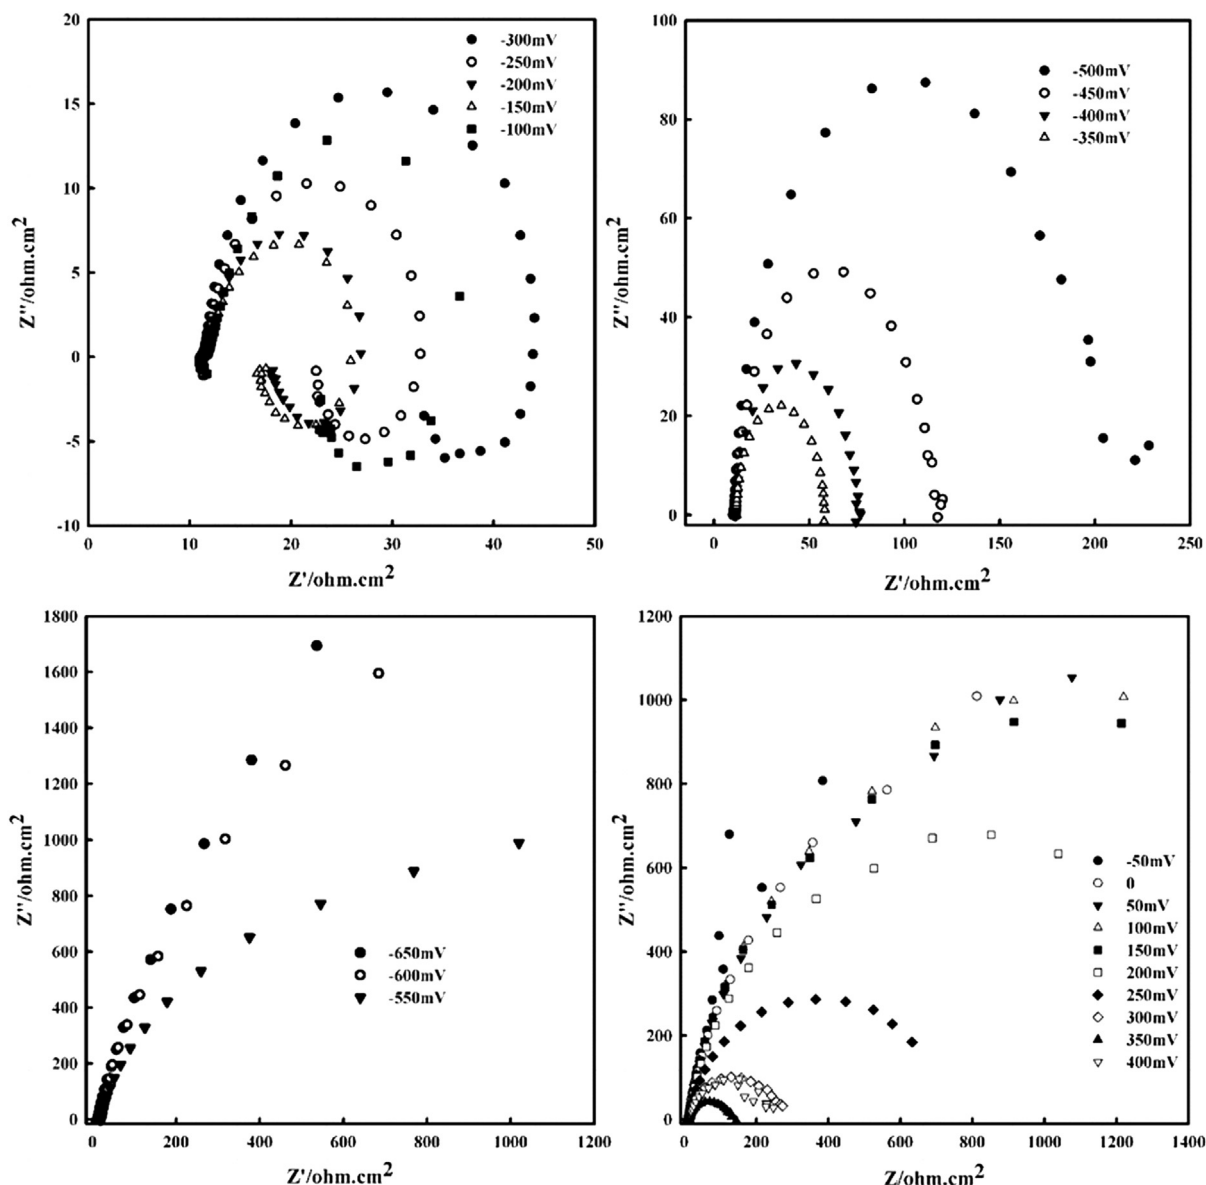 20
15
10
5
0
-5
-10
0 10 20 30 40 50
Z''/ohm.cm2
Z'/ohm.cm2
-300mV
-250mV
-200mV
-150mV
-100mV
100
80
60
40
20
0
0 50 100 150 200 250
Z''/ohm.cm2
Z'/ohm.cm2
-500mV
-450mV
-400mV
-350mV
1800
1600
1400
1200
1000
800
600
400
200
0
0 200 400 600 800 1000 1200
Z''/ohm.cm2
Z'/ohm.cm2
-650mV
-600mV
-550mV
1200
1000
800
600
400
200
0
0 200 400 600 800 1000 1200 1400
Z''/ohm.cm2
Z/ohm.cm2
-50mV
0
50mV
100mV
150mV
200mV
250mV
300mV
350mV
400mV